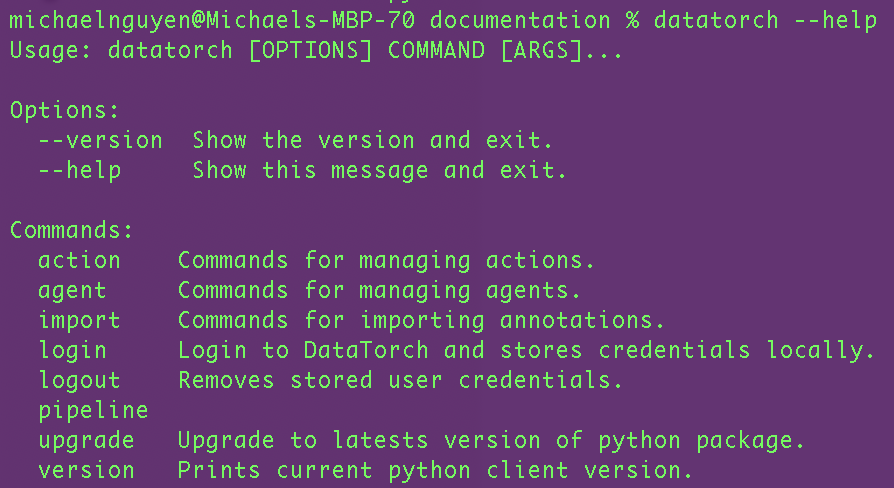 michaelnguyen@Michaels-MBP-70 documentation % datatorch --help
Usage: datatorch [OPTIONS] COMMAND [ARGS]...
Options:
--version  Show the version and exit.
--help     Show this message and exit.
Commands:
action    Commands for managing actions.
agent     Commands for managing agents.
import    Commands for importing annotations.
login     Login to DataTorch and stores credentials locally.
logout    Removes stored user credentials.
pipeline
upgrade   Upgrade to latests version of python package.
version   Prints current python client version.